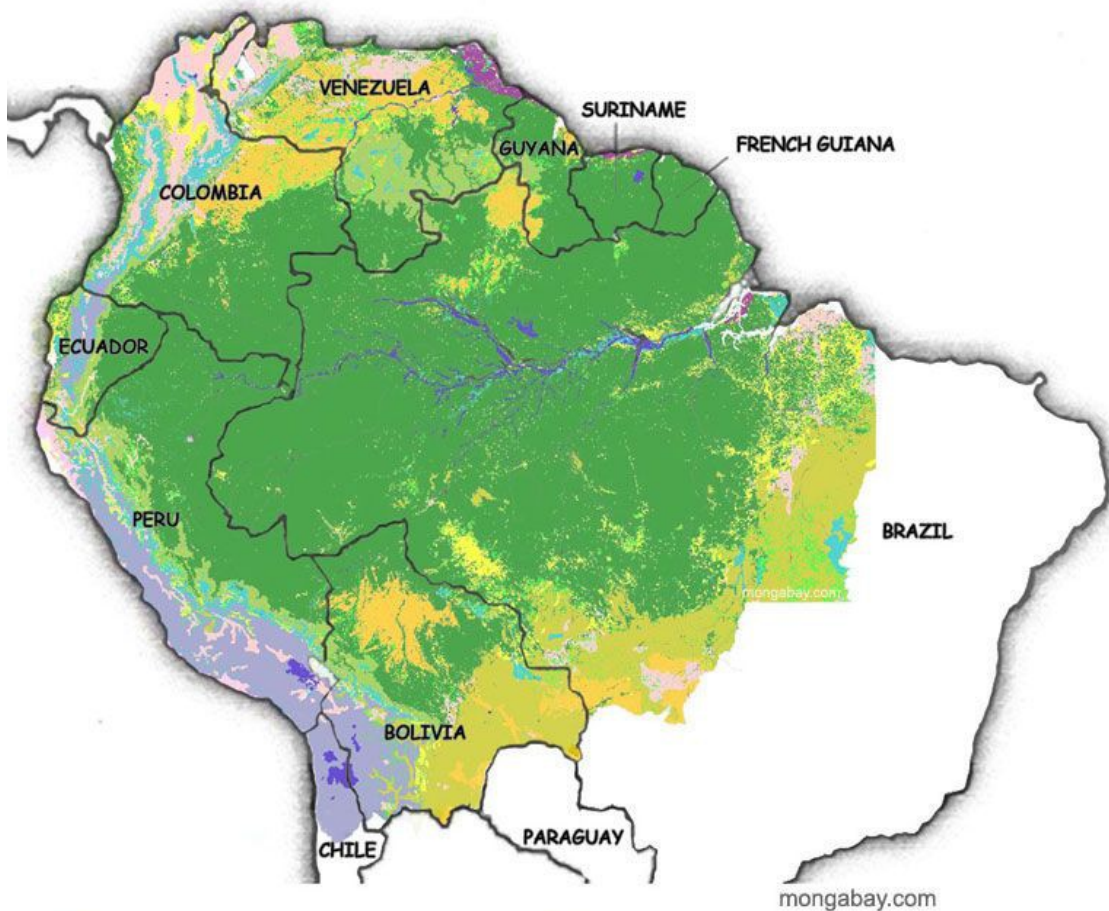 VENEZUELA
SURINAME
GUYANA
FRENCH GUIANA
COLOMBIA
ECUADOR
PERU
BRAZIL
mongabay.com
BOLIVIA
PARAGUAY
CHILE
mongabay.com